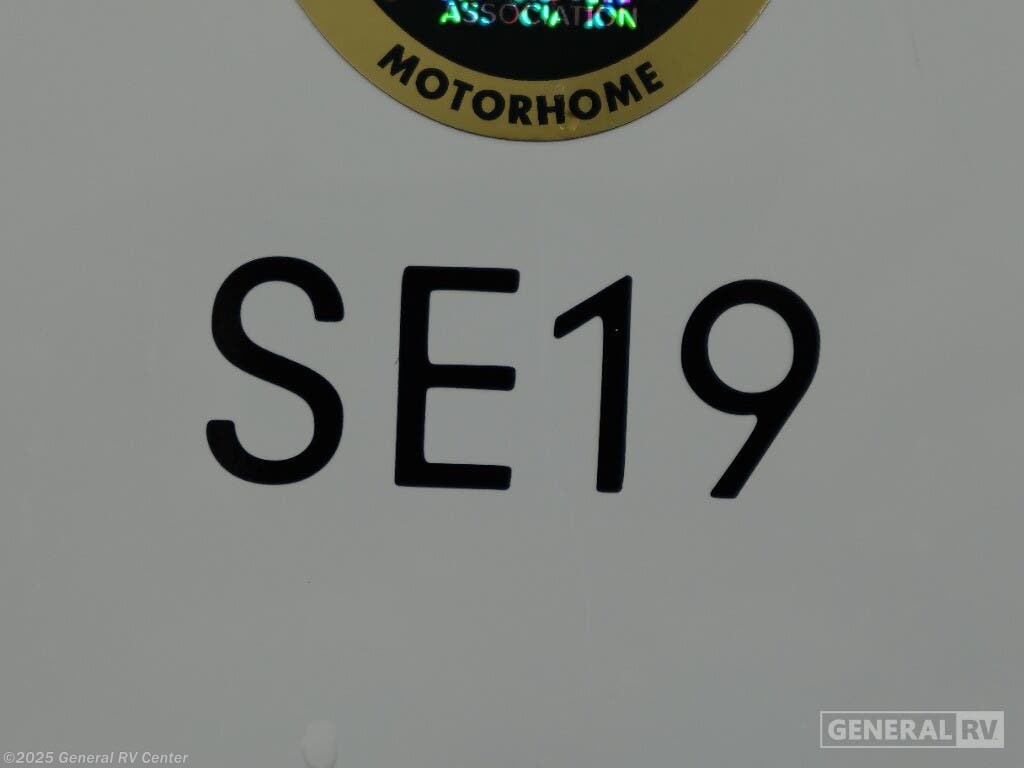 ASSOCIATION
MOTORHOME
SE19
GENERAL RV
©2025 General RV Center